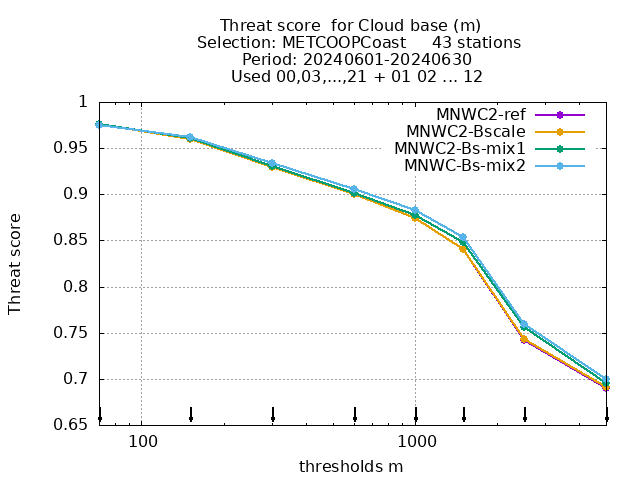 Threat score  for Cloud base (m)
Selection: METCOOPCoast     43 stations
Period: 20240601-20240630
Used 00,03,...,21 + 01 02 ... 12
MNWC2-ref
MNWC2-Bscale
MNWC2-Bs-mix1
MNWC-Bs-mix2
1
0.95
0.9
0.85
0.8
0.75
0.7
0.65
Threat score
100
1000
thresholds m